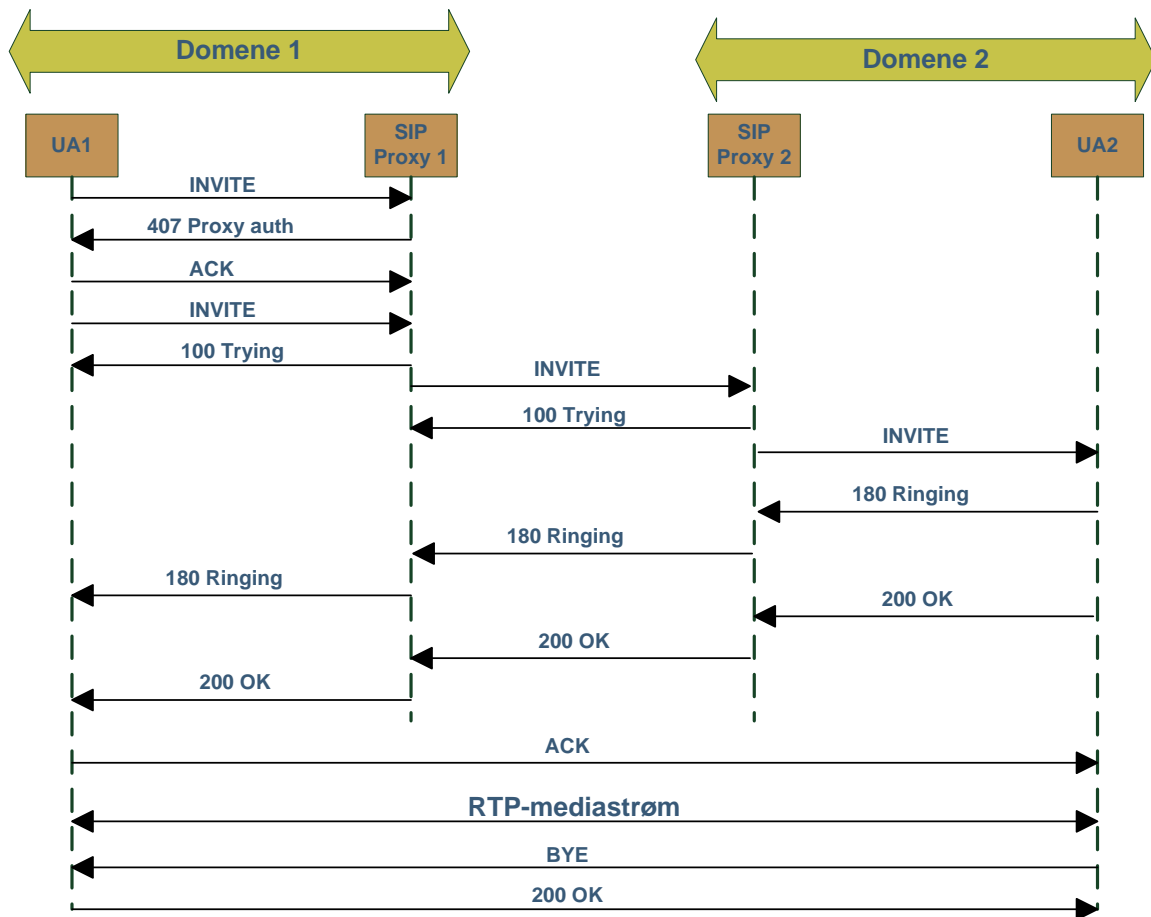 Domene 1
Domene 2
UA1
SIP
Proxy 1
SIP
Proxy 2
UA2
INVITE
407 Proxy auth
ACK
INVITE
100 Trying
INVITE
100 Trying
INVITE
180 Ringing
180 Ringing
180 Ringing
200 OK
200 OK
200 OK
ACK
RTP-mediastrøm
BYE
200 OK